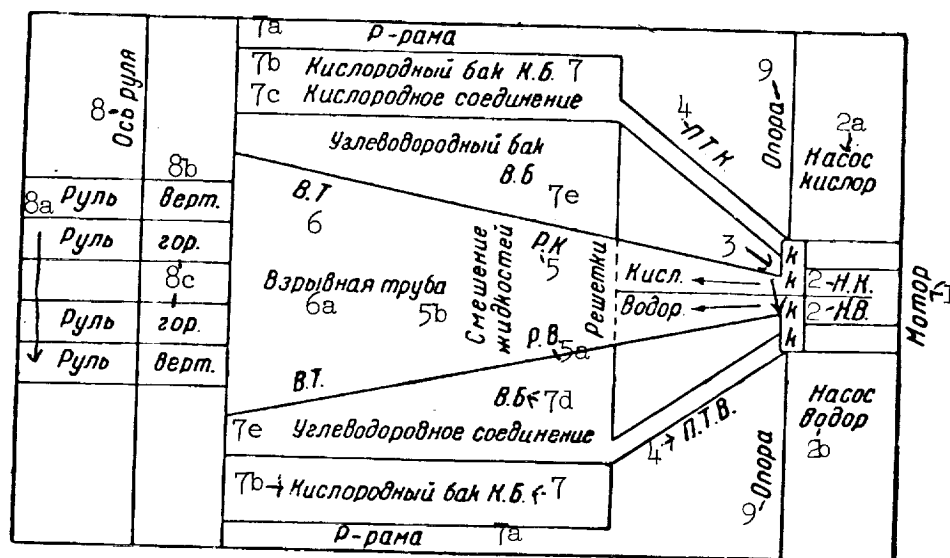 7a Р-рама
7b Кислородный бак К.Б. 7
7c Кислородное соединение
8 Ось руля
8b
9 Опора
4 П.Т.К.
2a
Насос
кислор
Углеводородный бак
В.Б
7e
8a Руль верт.
Руль гор.
8c
Руль гор.
Руль верт.
В.Т
6
Взрывная труба
6a
5b
Смешение
жидкостей
Р.К
5
Р.В.
5a
Решетки
3
Кисл.
Водор.
k
k
k
k
2-Н.К.
2-Н.В.
Мотор
1
В.Т.
В.Б 7d
7e Углеводородное соединение
4 П.Т.В.
Насос
водор
2b
9-Опора
7b Кислородный бак К.Б. 7
Р-рама 7a